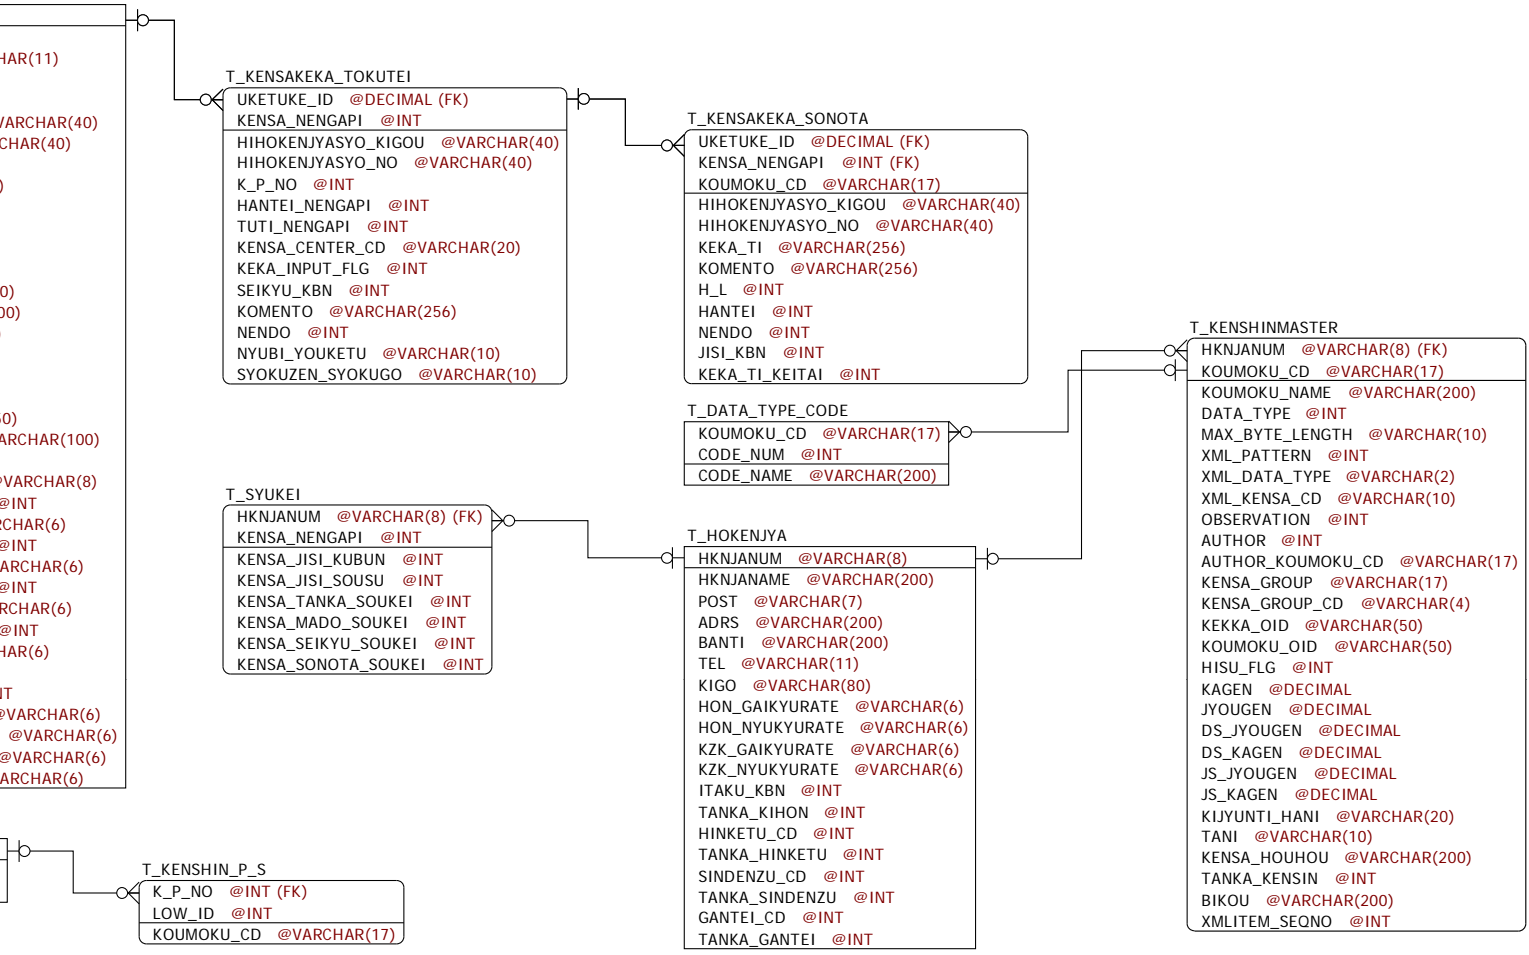 HAR(11)
VARCHAR(40)
CHAR(40)
)
0)
00)
50)
ARCHAR(100)
@VARCHAR(8)
@INT
RCHAR(6)
@INT
ARCHAR(6)
@INT
RCHAR(6)
@INT
HAR(6)
NT
@VARCHAR(6)
@VARCHAR(6)
@VARCHAR(6)
ARCHAR(6)
T_KENSAKEKA_TOKUTEI
UKETUKE_ID @DECIMAL (FK)
KENSA_NENGAPI @INT
HIHOKENJYASYO_KIGOU @VARCHAR(40)
HIHOKENJYASYO_NO @VARCHAR(40)
K_P_NO @INT
HANTEI_NENGAPI @INT
TUTI_NENGAPI @INT
KENSA_CENTER_CD @VARCHAR(20)
KEKA_INPUT_FLG @INT
SEIKYU_KBN @INT
KOMENTO @VARCHAR(256)
NENDO @INT
NYUBI_YOUKETU @VARCHAR(10)
SYOKUZEN_SYOKUGO @VARCHAR(10)
T_KENSAKEKA_SONOTA
UKETUKE_ID @DECIMAL (FK)
KENSA_NENGAPI @INT (FK)
KOUMOKU_CD @VARCHAR(17)
HIHOKENJYASYO_KIGOU @VARCHAR(40)
HIHOKENJYASYO_NO @VARCHAR(40)
KEKA_TI @VARCHAR(256)
KOMENTO @VARCHAR(256)
H_L @INT
HANTEI @INT
NENDO @INT
JISI_KBN @INT
KEKA_TI_KEITAI @INT
T_DATA_TYPE_CODE
KOUMOKU_CD @VARCHAR(17)
CODE_NUM @INT
CODE_NAME @VARCHAR(200)
T_SYUKEI
HKNJANUM @VARCHAR(8) (FK)
KENSA_NENGAPI @INT
KENSA_JISI_KUBUN @INT
KENSA_JISI_SOUSU @INT
KENSA_TANKA_SOUKEI @INT
KENSA_MADO_SOUKEI @INT
KENSA_SEIKYU_SOUKEI @INT
KENSA_SONOTA_SOUKEI @INT
T_HOKENJYA
HKNJANUM @VARCHAR(8)
HKNJANAME @VARCHAR(200)
POST @VARCHAR(7)
ADRS @VARCHAR(200)
BANTI @VARCHAR(200)
TEL @VARCHAR(11)
KIGO @VARCHAR(80)
HON_GAIKYURATE @VARCHAR(6)
HON_NYUKYURATE @VARCHAR(6)
KZK_GAIKYURATE @VARCHAR(6)
KZK_NYUKYURATE @VARCHAR(6)
ITAKU_KBN @INT
TANKA_KIHON @INT
HINKETU_CD @INT
TANKA_HINKETU @INT
SINDENZU_CD @INT
TANKA_SINDENZU @INT
GANTEI_CD @INT
TANKA_GANTEI @INT
T_KENSHINMASTER
HKNJANUM @VARCHAR(8) (FK)
KOUMOKU_CD @VARCHAR(17)
KOUMOKU_NAME @VARCHAR(200)
DATA_TYPE @INT
MAX_BYTE_LENGTH @VARCHAR(10)
XML_PATTERN @INT
XML_DATA_TYPE @VARCHAR(2)
XML_KENSA_CD @VARCHAR(10)
OBSERVATION @INT
AUTHOR @INT
AUTHOR_KOUMOKU_CD @VARCHAR(17)
KENSA_GROUP @VARCHAR(17)
KENSA_GROUP_CD @VARCHAR(4)
KEKKA_OID @VARCHAR(50)
KOUMOKU_OID @VARCHAR(50)
HISU_FLG @INT
KAGEN @DECIMAL
JYOUGEN @DECIMAL
DS_JYOUGEN @DECIMAL
DS_KAGEN @DECIMAL
JS_JYOUGEN @DECIMAL
JS_KAGEN @DECIMAL
KIJYUNTI_HANI @VARCHAR(20)
TANI @VARCHAR(10)
KENSA_HOUHOU @VARCHAR(200)
TANKA_KENSIN @INT
BIKOU @VARCHAR(200)
XMLITEM_SEQNO @INT
T_KENSHIN_P_S
K_P_NO @INT (FK)
LOW_ID @INT
KOUMOKU_CD @VARCHAR(17)